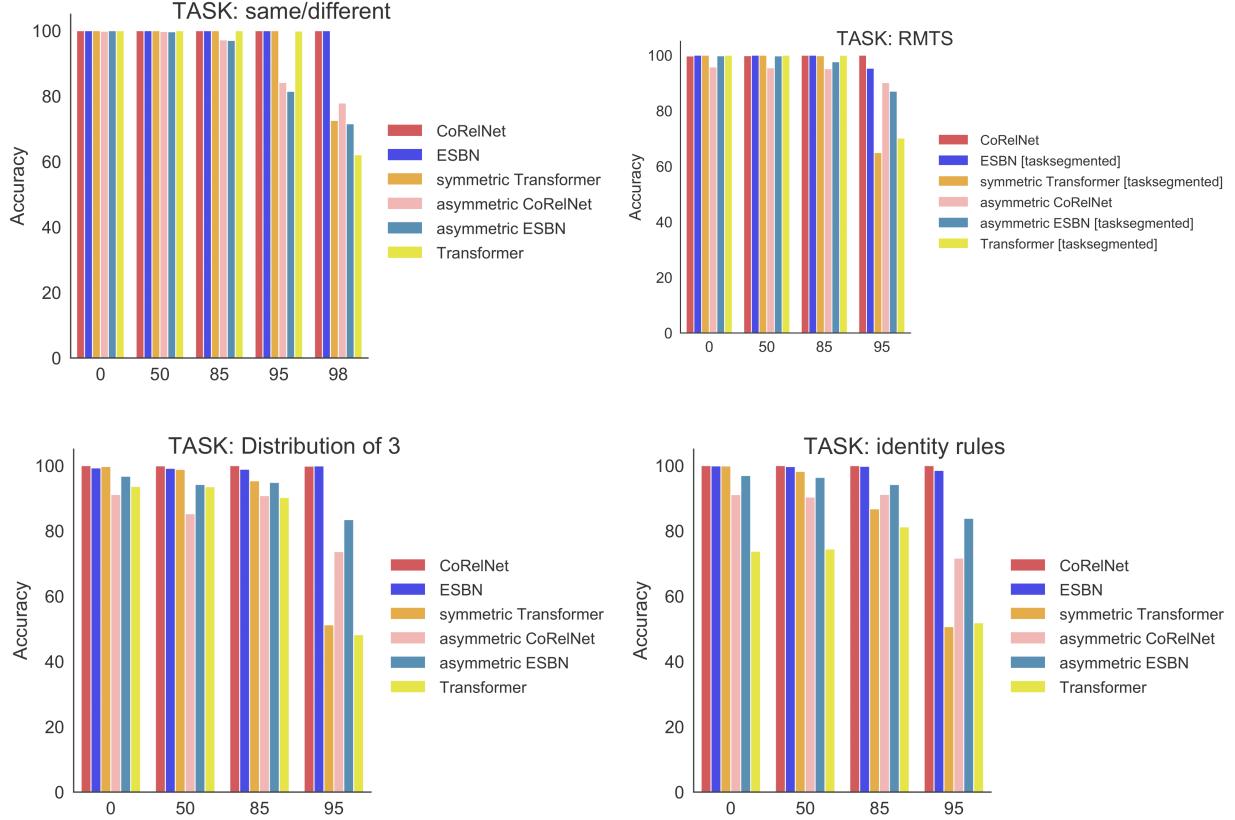 TASK: same/different
100
80
60
40
20
0
Accuracy
0 50 85 95 98
CoRelNet
ESBN
symmetric Transformer
asymmetric CoRelNet
asymmetric ESBN
Transformer
TASK: RMTS
100
80
60
40
20
0
Accuracy
0 50 85 95
CoRelNet
ESBN [tasksegmented]
symmetric Transformer [tasksegmented]
asymmetric CoRelNet
asymmetric ESBN [tasksegmented]
Transformer [tasksegmented]
TASK: Distribution of 3
100
80
60
40
20
0
Accuracy
0 50 85 95
CoRelNet
ESBN
symmetric Transformer
asymmetric CoRelNet
asymmetric ESBN
Transformer
TASK: identity rules
100
80
60
40
20
0
Accuracy
0 50 85 95
CoRelNet
ESBN
symmetric Transformer
asymmetric CoRelNet
asymmetric ESBN
Transformer